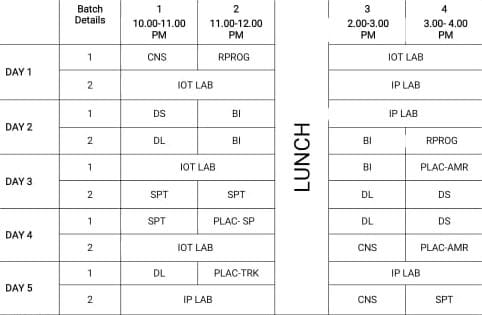 Batch Details 1 2 3 4
10.00-11.00 PM 11.00-12.00 PM 2.00-3.00 PM 3.00- 4.00 PM
DAY 1
1 CNS RPROG IOT LAB
2 IOT LAB IP LAB
DAY 2
1 DS BI IP LAB
2 DL BI BI RPROG
LUNCH
DAY 3
1 IOT LAB BI PLAC-AMR
2 SPT SPT DL DS
DAY 4
1 SPT PLAC- SP DL DS
2 IOT LAB CNS PLAC-AMR
DAY 5
1 DL PLAC-TRK IP LAB
2 IP LAB CNS SPT